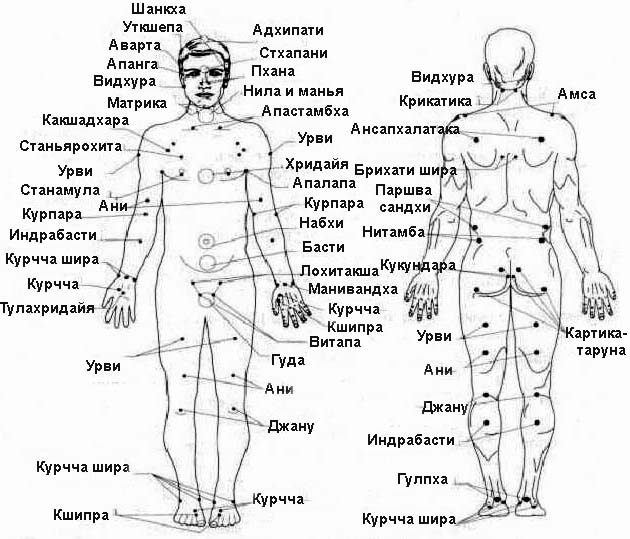 Шанкха
Уткшепа
Аварта
Апанга
Видхура
Матрика
Какшадхара
Станьярохита
Урви
Станамула
Ани
Курпара
Индрабасти
Курчча шира
Курчча
Тулахридайя
Урви
Курчча шира
Кшипра
Адхипати
Стхапани
Пхана
Нила и манья
Апастамбха
Урви
Хридайя
Апалапа
Курпара
Набхи
Басти
Лохитакша
Манивандха
Курчча
Кшипра
Витапа
Гуда
Ани
Джану
Курчча
Видхура
Крикатика
Амса
Ансапхалатака
Брихати шира
Паршва
сандхи
Нитамба
Кукундара
Картика-
таруна
Урви
Ани
Джану
Индрабасти
Гулпха
Курчча шира